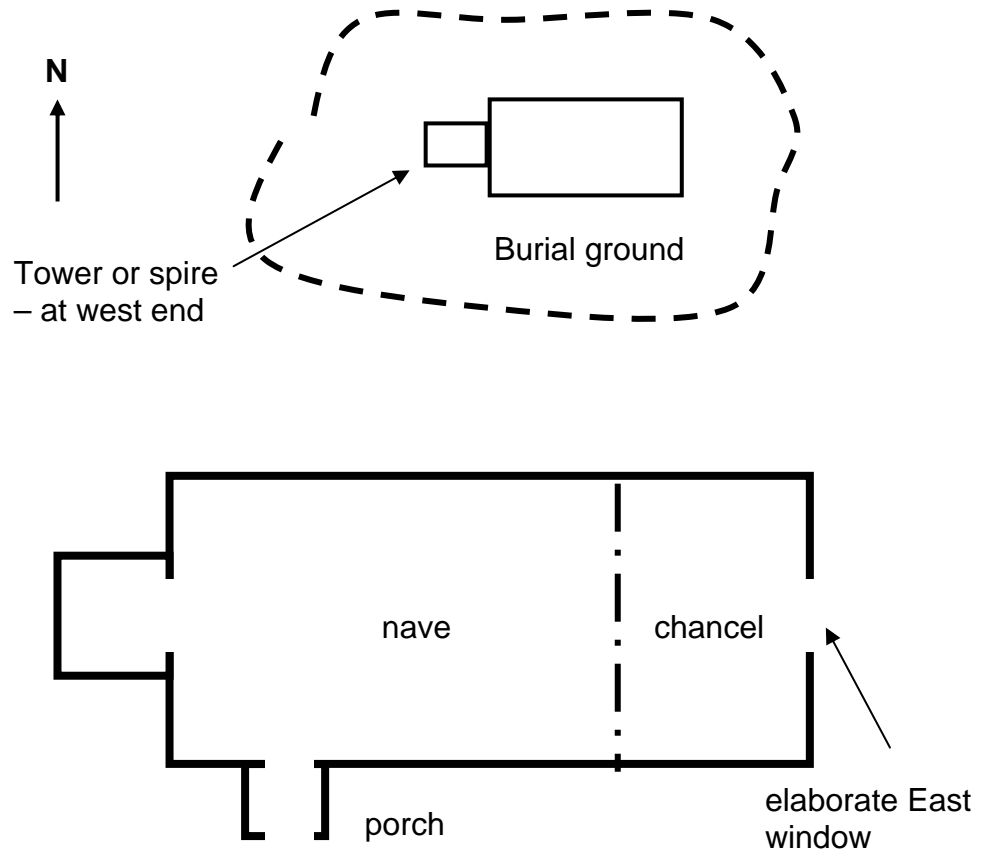 N
Burial ground
Tower or spire
– at west end
nave
chancel
porch
elaborate East
window